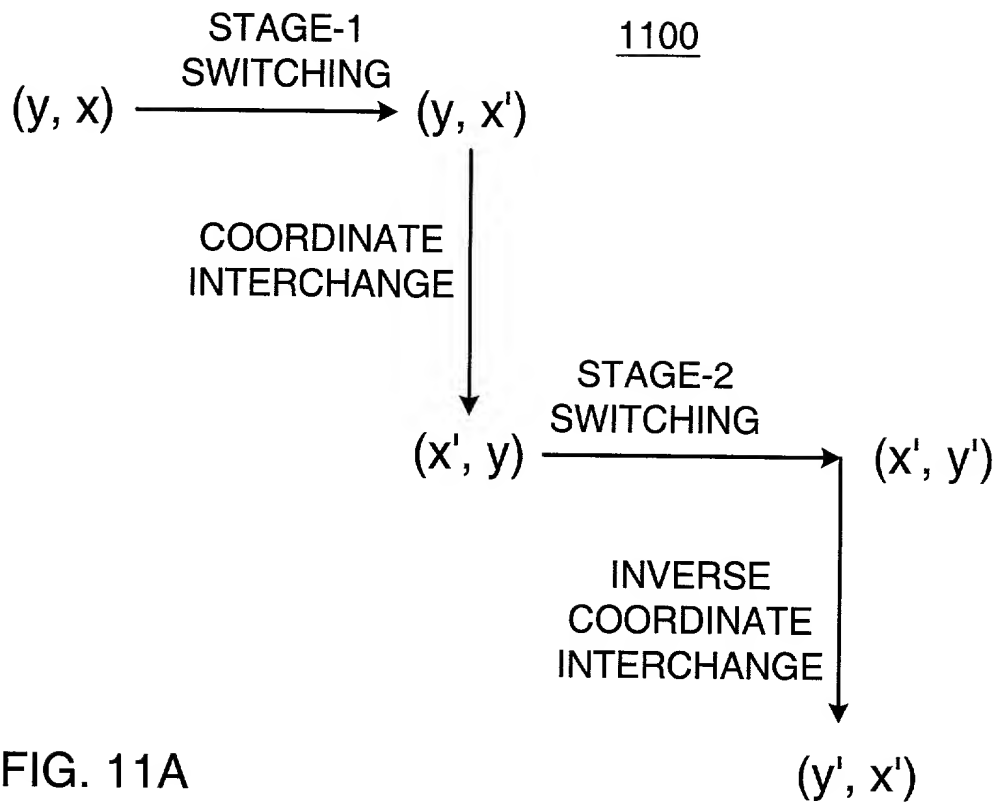 STAGE-1
SWITCHING
1100
(y, x)
(y, x')
COORDINATE
INTERCHANGE
STAGE-2
SWITCHING
(x', y)
(x', y')
INVERSE
COORDINATE
INTERCHANGE
FIG. 11A
(y', x')